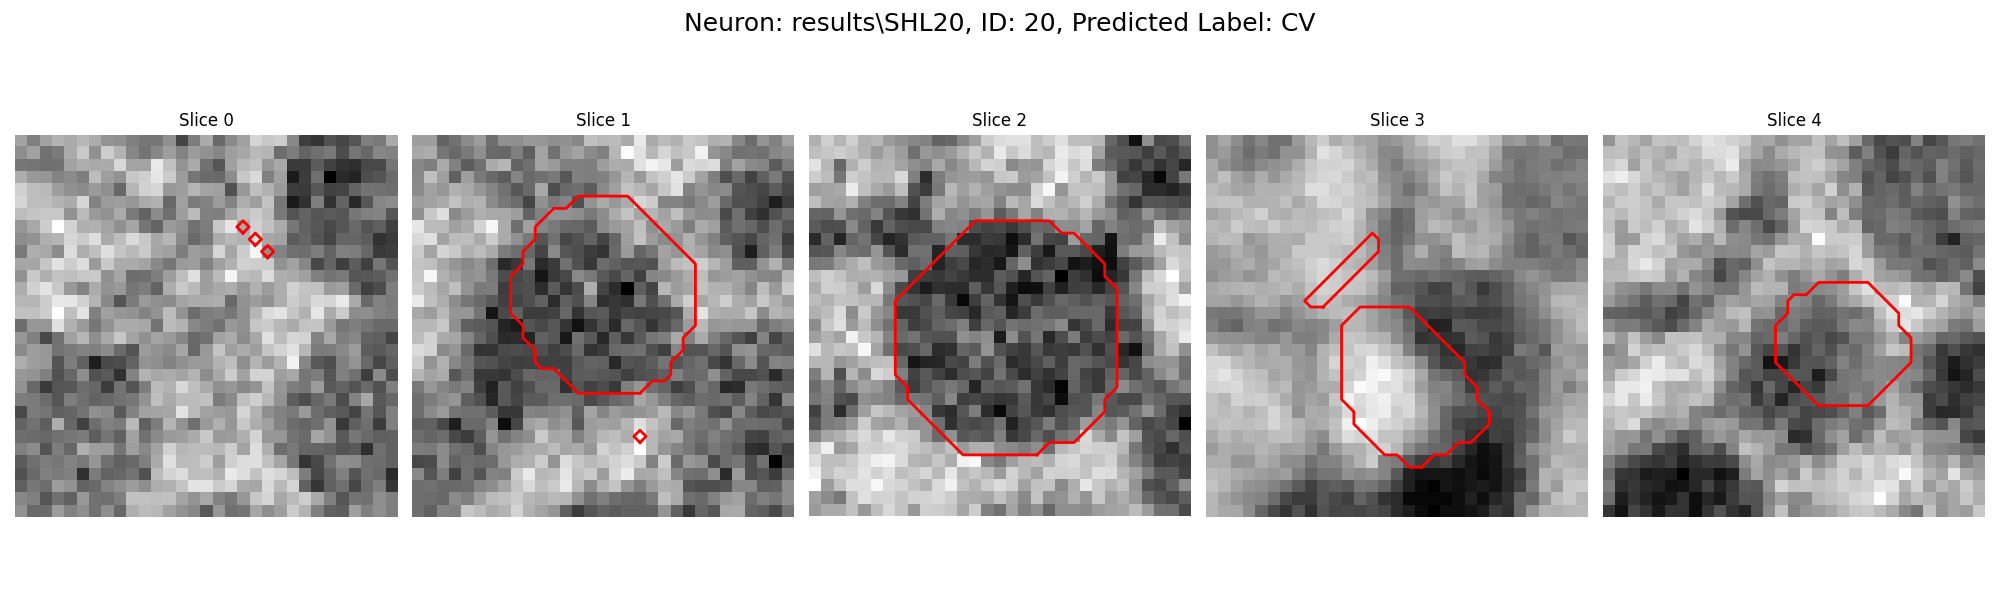 Neuron: results\SHL20, ID: 20, Predicted Label: CV
Slice 0
Slice 1
Slice 2
Slice 3
Slice 4